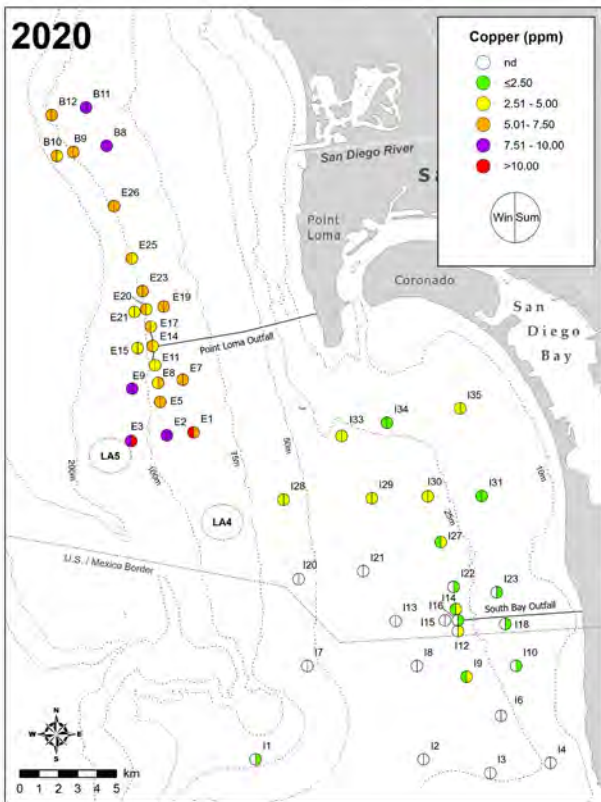 2020
Copper (ppm)
nd
≤2.50
2.51 - 5.00
5.01- 7.50
7.51 - 10.00
>10.00
Win Sum
B11
B12
B8
B9
B10
San Diego River
Point
Loma
Coronado
San
Diego
Bay
E26
E25
E23
E20
E19
E21
E17
E14
Point Loma Outfall
E15
E11
E9
E8
E7
E5
E3
E2
E1
LA5
LA4
200m
100m
75m
50m
25m
10m
I35
I34
I33
I28
I29
I30
I31
I27
U.S. / Mexico Border
I20
I21
I22
I23
I14
I16
I13
I15
South Bay Outfall
I18
I12
I7
I8
I9
I10
I6
I1
I2
I3
I4
N
W E
S
0 1 2 3 4 5
km